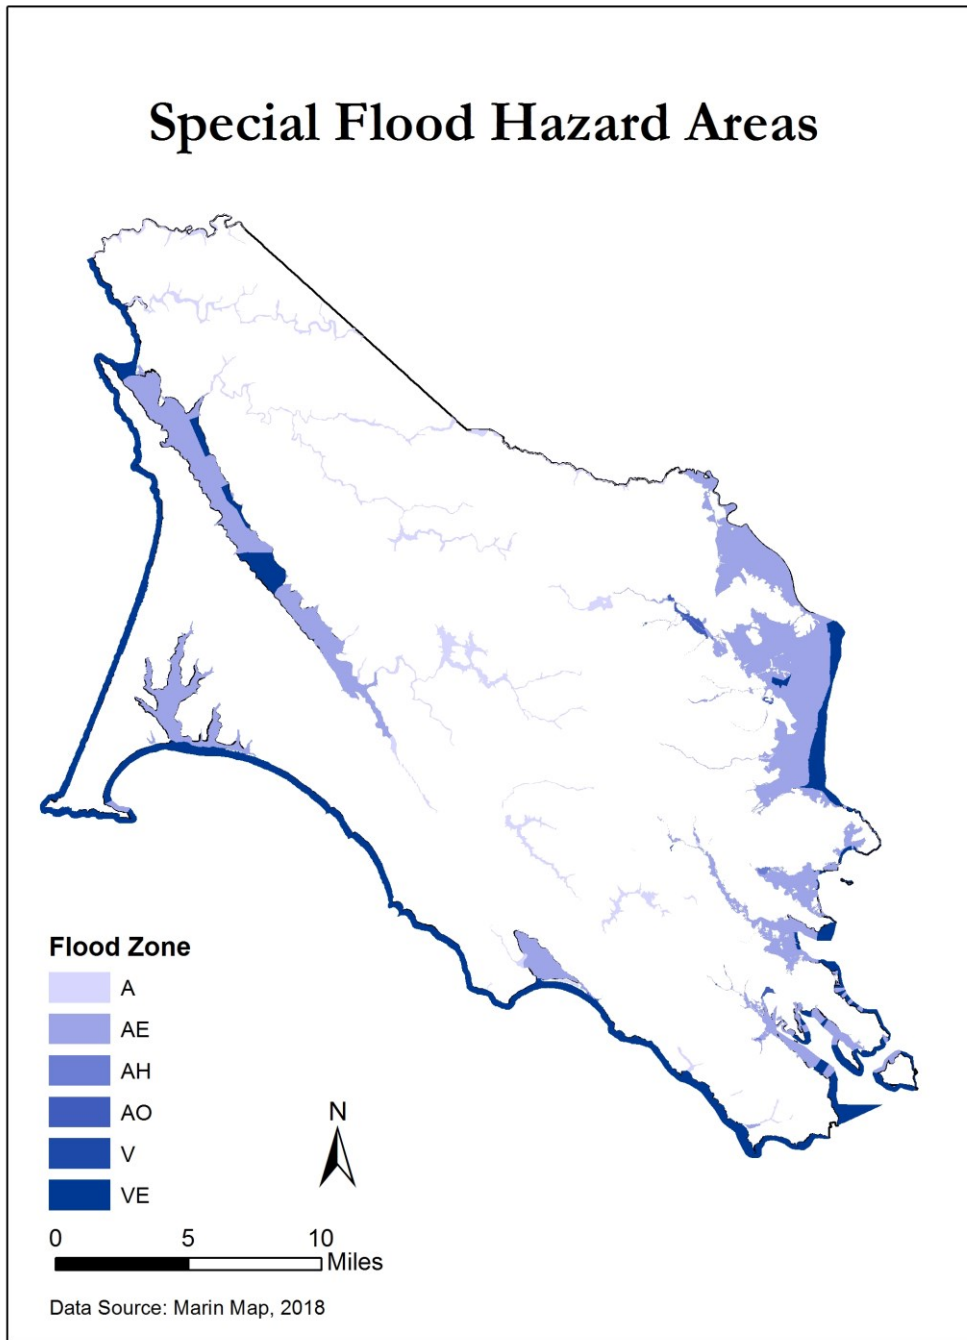 Special Flood Hazard Areas
Flood Zone
A
AE
AH
AO
V
VE
N
0 5 10
Miles
Data Source: Marin Map, 2018